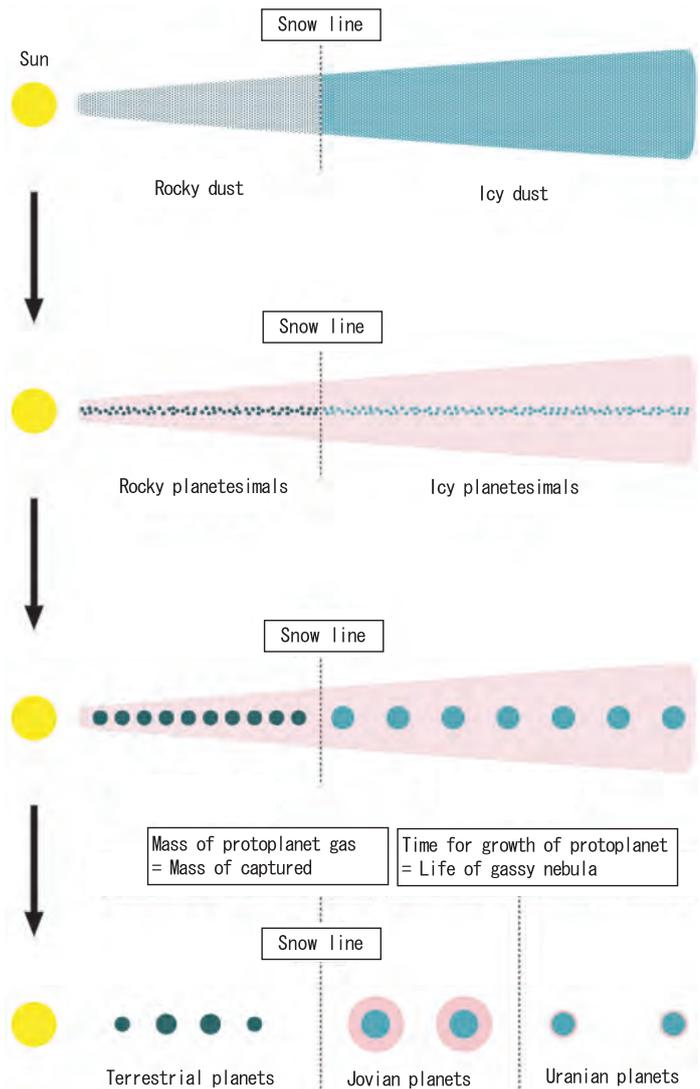 Snow line
Sun
Rocky dust
Icy dust
Snow line
Rocky planetesimals
Icy planetesimals
Snow line
Mass of protoplanet gas
= Mass of captured
Time for growth of protoplanet
= Life of gassy nebula
Snow line
Terrestrial planets
Jovian planets
Uranian planets